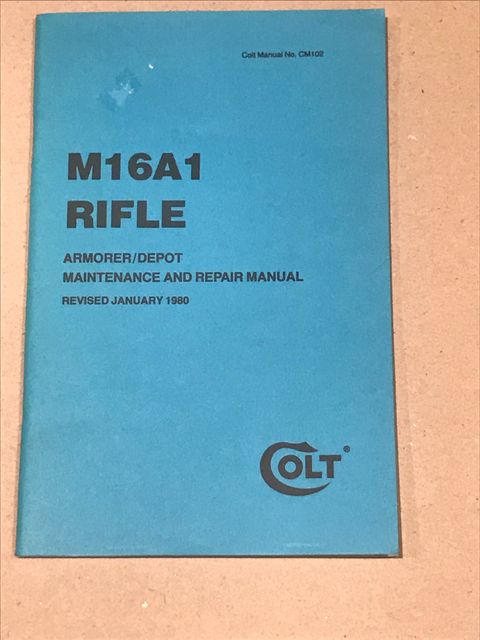 Colt Manual No. CM102
M16A1
RIFLE
ARMORER/DEPOT
MAINTENANCE AND REPAIR MANUAL
REVISED JANUARY 1980
COLT®